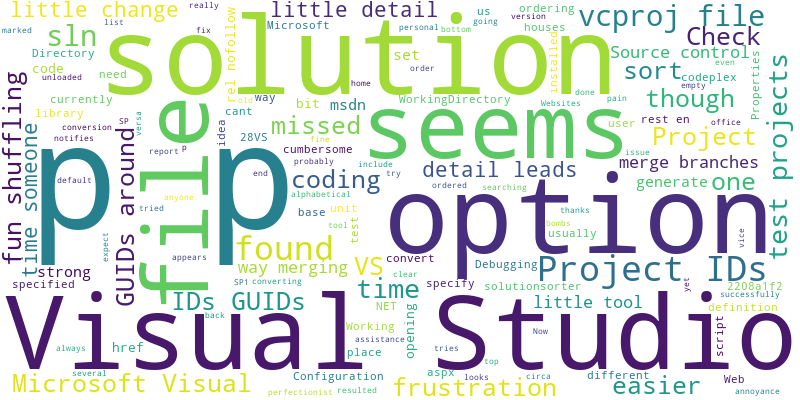 little change
little detail
vcproj file
really
list
marked
fix
Microsoft
personal
us
going
ordering
version
houses
bottom
sln
solution
Check
Directory
code
unloaded
need
rel nofollow
old
way
home
order
set
installed
Source control
even
sort
codeplex
pain
Properties
empty
done
Websites
currently
library
bit
msdn
WorkingDirectory
though
fun shuffling
time someone
conversion
notifies
SP
versa
cant
idea
28VS
missed
fine
seems
user
rest en
office
Project
test projects
p p
file
report
P
default
tried
anyone
appears
end
cumbersome
probably
include
try
detail leads
issue
merge branches
coding
ordered
searching
generate
one
alphabetical
GUIDs around
base
unit
tool
test
option
thanks
bombs
usually
vice
expect
found
strong
specified
way merging
VS
convert
clear
Debugging
Project IDs
yet
SP1
converting
time
specify
solutionsorter
2208a1f2
successfully
IDs GUIDs
NET
little tool
definition
back
Working
opening
script
Visual Studio
href
assistance
place
Now
tries
top
Web
always
several
Configuration
aspx
looks
circa
different
annoyance
Microsoft Visual
perfectionist
resulted
frustration
easier